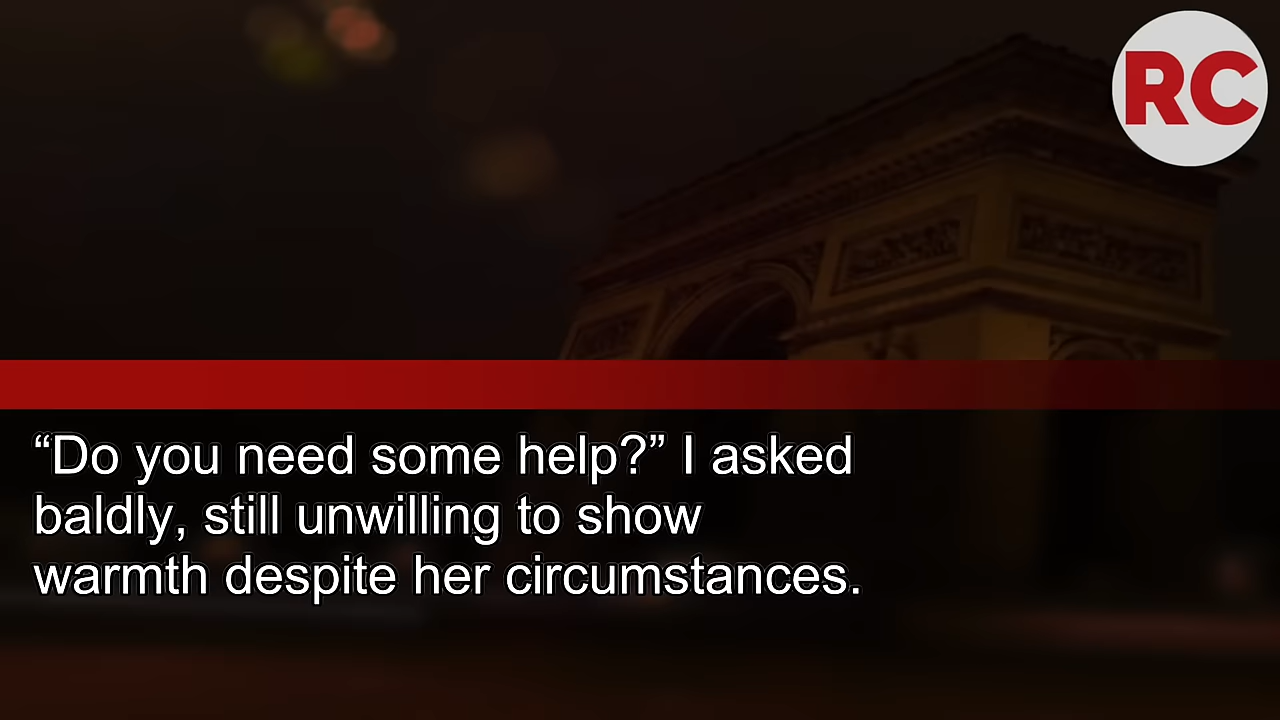 RC
“Do you need some help?” I asked
baldly, still unwilling to show
warmth despite her circumstances.